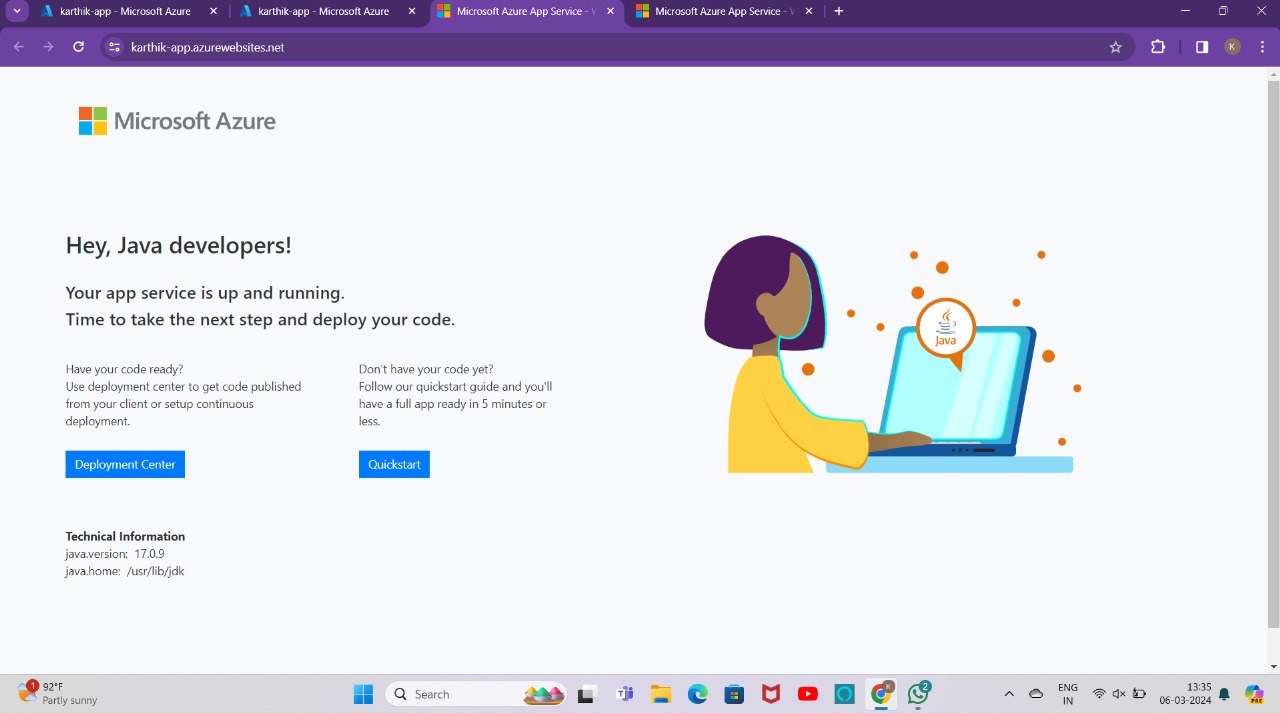 karthik-app - Microsoft Azure
karthik-app - Microsoft Azure
Microsoft Azure App Service -
Microsoft Azure App Service -
karthik-app.azurewebsites.net
K
Microsoft Azure
Hey, Java developers!
Your app service is up and running.
Time to take the next step and deploy your code.
Have your code ready?
Use deployment center to get code published
from your client or setup continuous
deployment.
Deployment Center
Don't have your code yet?
Follow our quickstart guide and you'll
have a full app ready in 5 minutes or
less.
Quickstart
Java
Technical Information
java.version: 17.0.9
java.home: /usr/lib/jdk
1
92°F
Partly sunny
Search
K
2
ENG
IN
13:35
06-03-2024
PRE